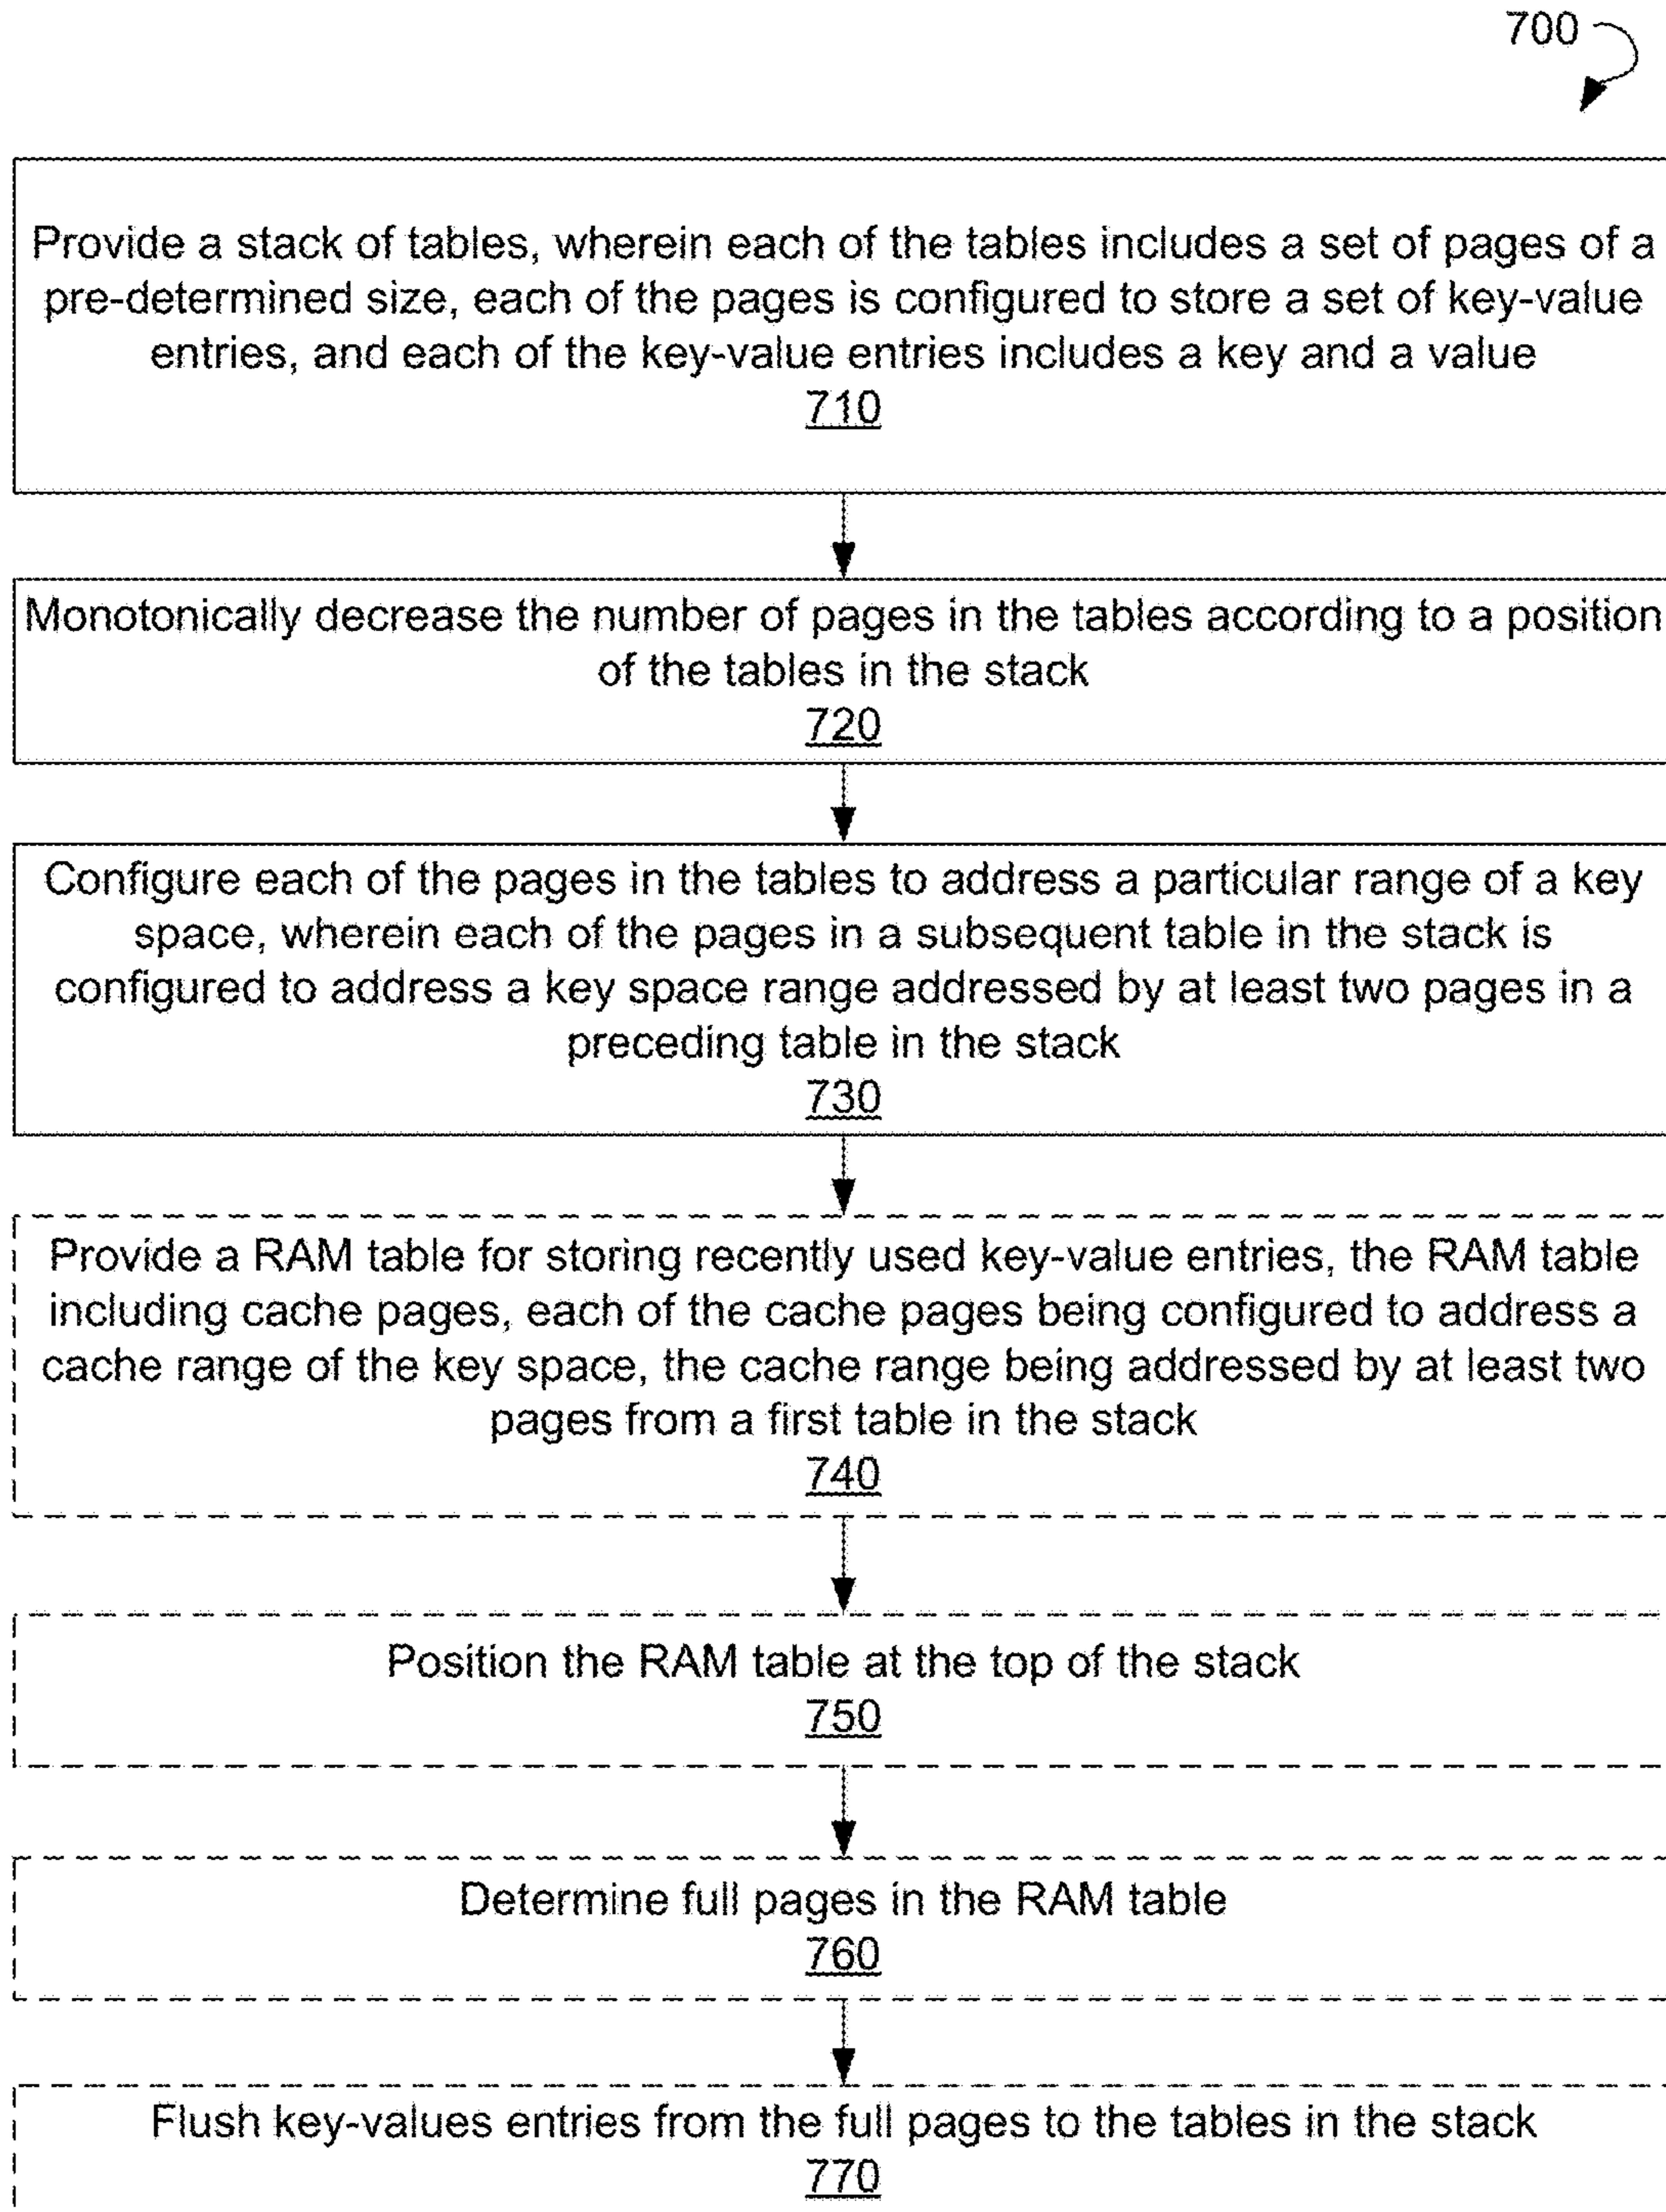 700
Provide a stack of tables, wherein each of the tables includes a set of pages of a
pre-determined size, each of the pages is configured to store a set of key-value
entries, and each of the key-value entries includes a key and a value
710
Monotonically decrease the number of pages in the tables according to a position
of the tables in the stack
720
Configure each of the pages in the tables to address a particular range of a key
space, wherein each of the pages in a subsequent table in the stack is
configured to address a key space range addressed by at least two pages in a
preceding table in the stack
730
Provide a RAM table for storing recently used key-value entries, the RAM table
including cache pages, each of the cache pages being configured to address a
cache range of the key space, the cache range being addressed by at least two
pages from a first table in the stack
740
Position the RAM table at the top of the stack
750
Determine full pages in the RAM table
760
Flush key-values entries from the full pages to the tables in the stack
770